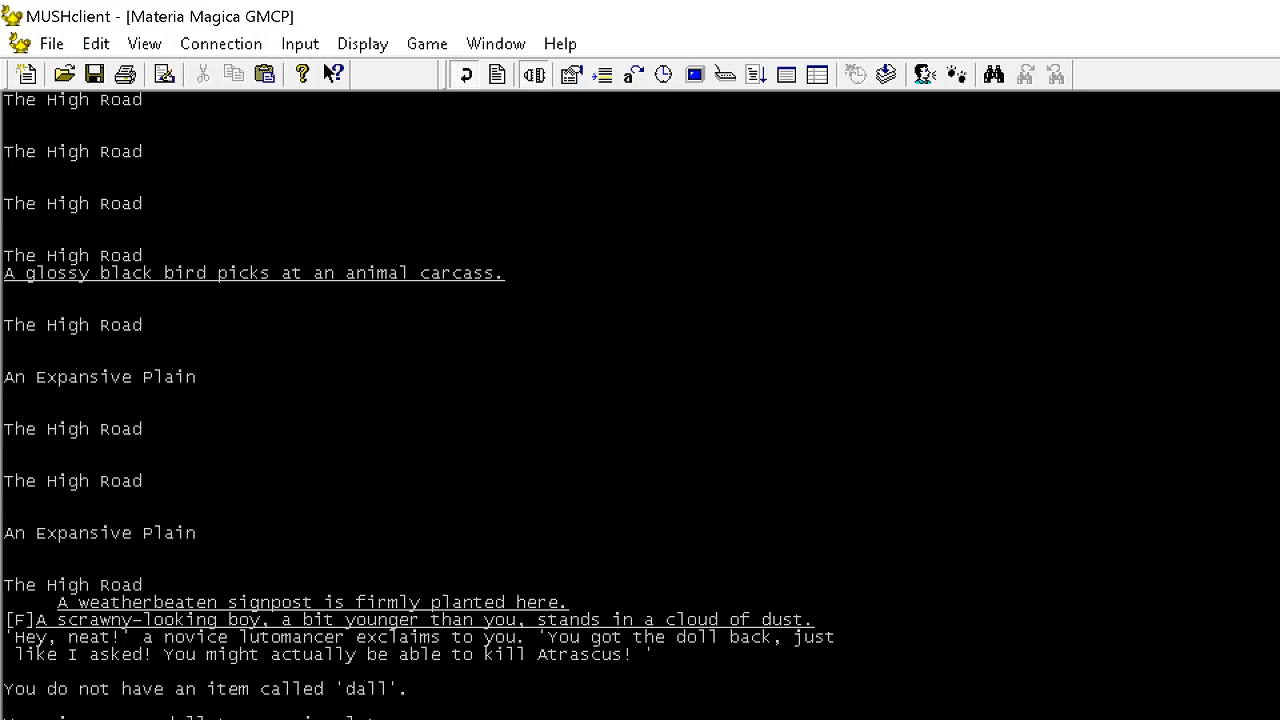 MUSHclient - [Materia Magica GMCP]
File Edit View Connection Input Display Game Window Help
The High Road
The High Road
The High Road
The High Road
A glossy black bird picks at an animal carcass.
The High Road
An Expansive Plain
The High Road
The High Road
An Expansive Plain
The High Road
A weatherbeaten signpost is firmly planted here.
[F]A scrawny-looking boy, a bit younger than you, stands in a cloud of dust.
'Hey, neat!' a novice lutomancer exclaims to you. 'You got the doll back, just
like I asked! You might actually be able to kill Atrascus! '
You do not have an item called 'dall'.